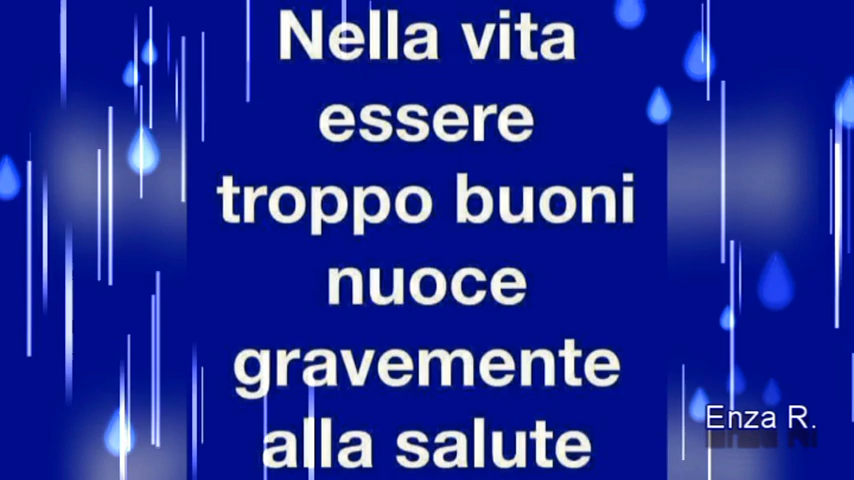 Nella vita
essere
troppo buoni
nuoce
gravemente
alla salute
Enza R.